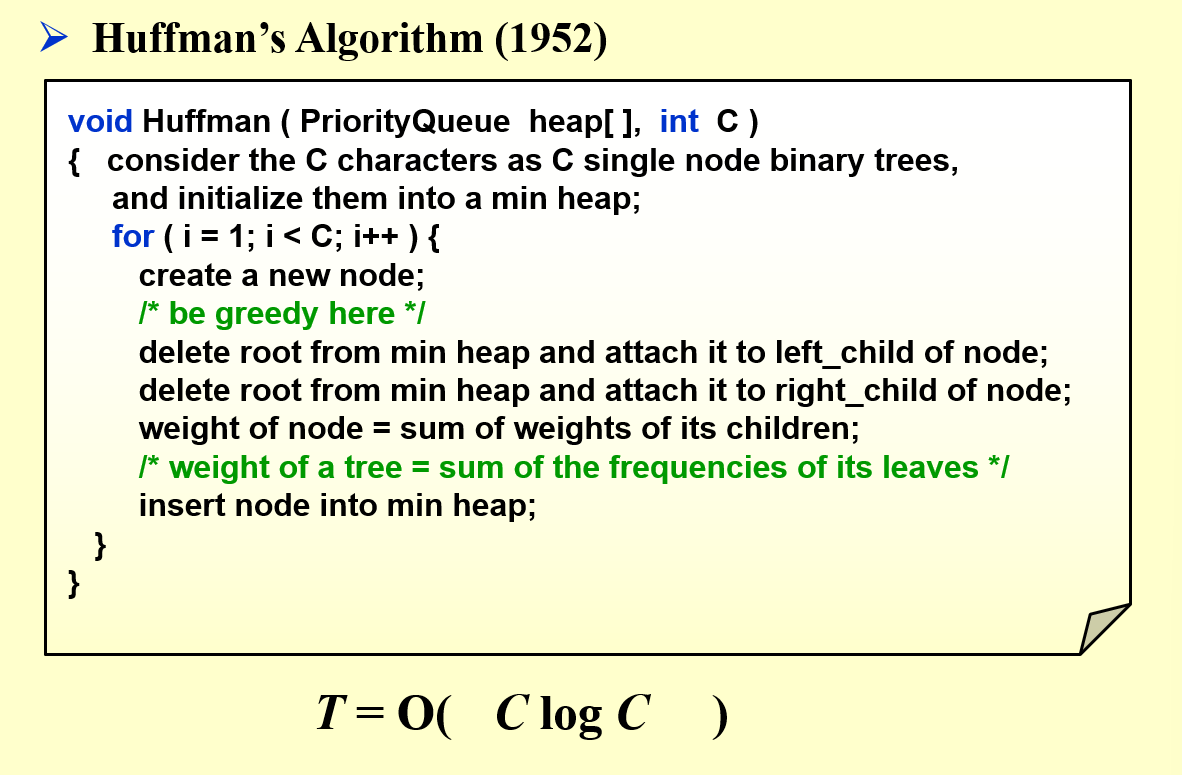 ➢ Huffman's Algorithm (1952)
void Huffman ( PriorityQueue heap[ ], int C )
{ consider the C characters as C single node binary trees,
and initialize them into a min heap;
for ( i = 1; i < C; i++ ) {
create a new node;
/* be greedy here */
delete root from min heap and attach it to left_child of node;
delete root from min heap and attach it to right_child of node;
weight of node = sum of weights of its children;
/* weight of a tree = sum of the frequencies of its leaves */
insert node into min heap;
}
}
T = O( C log C )